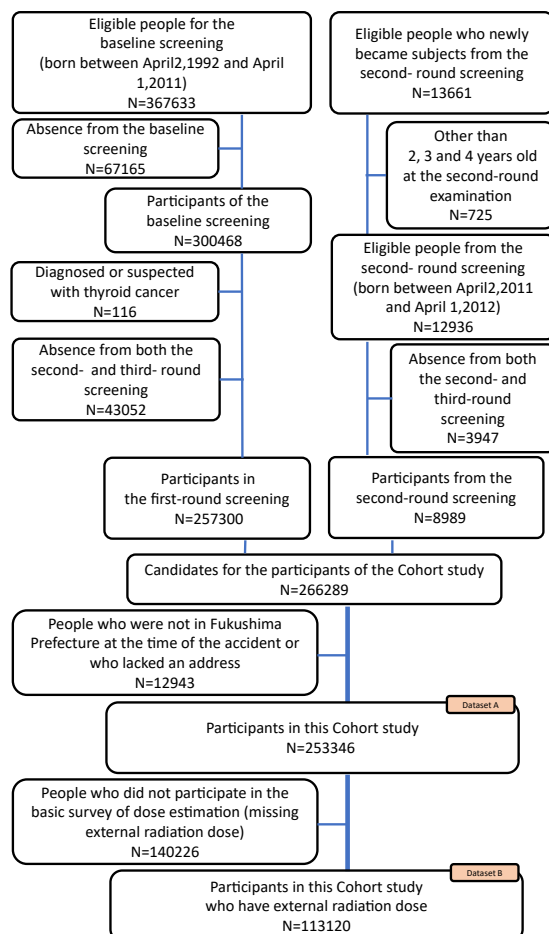 Eligible people for the
baseline screening
(born between April2,1992 and April
1,2011)
N=367633
Eligible people who newly
became subjects from the
second- round screening
N=13661
Absence from the baseline
screening
N=67165
Other than
2, 3 and 4 years old
at the second-round
examination
N=725
Participants of the
baseline screening
N=300468
Eligible people from the
second- round screening
(born between April2,2011
and April 1,2012)
N=12936
Diagnosed or suspected
with thyroid cancer
N=116
Absence from both the
second- and third- round
screening
N=43052
Absence from both
the second- and
third-round
screening
N=3947
Participants in
the first-round screening
N=257300
Participants from the
second-round screening
N=8989
Candidates for the participants of the Cohort study
N=266289
People who were not in Fukushima
Prefecture at the time of the accident or
who lacked an address
N=12943
Dataset A
Participants in this Cohort study
N=253346
People who did not participate in the
basic survey of dose estimation (missing
external radiation dose)
N=140226
Dataset B
Participants in this Cohort study
who have external radiation dose
N=113120